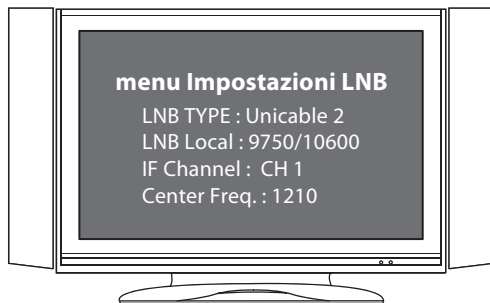 menu Impostazioni LNB
LNB TYPE : Unicable 2
LNB Local : 9750/10600
IF Channel :  CH 1
Center Freq. : 1210